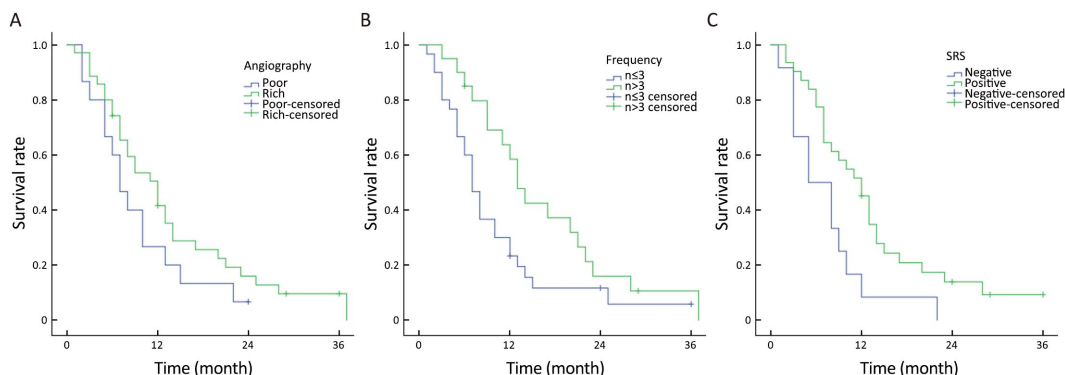 A
Survival rate
1.0
0.8
0.6
0.4
0.2
0
0 12 24 36
Time (month)
Angiography
Poor
Rich
Poor-censored
Rich-censored
B
Survival rate
1.0
0.8
0.6
0.4
0.2
0
0 12 24 36
Time (month)
Frequency
n≤3
n>3
n≤3 censored
n>3 censored
C
Survival rate
1.0
0.8
0.6
0.4
0.2
0
0 12 24 36
Time (month)
SRS
Negative
Positive
Negative-censored
Positive-censored